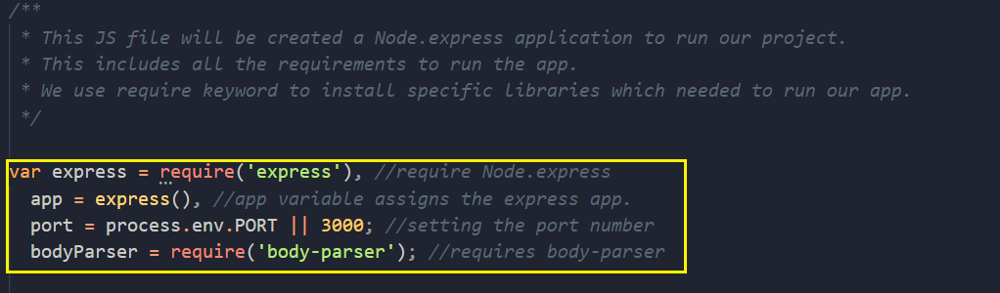 /**
* This JS file will be created a Node.express application to run our project.
* This includes all the requirements to run the app.
* We use require keyword to install specific libraries which needed to run our app.
*/
var express = require('express'), //require Node.express
app = express(), //app variable assigns the express app.
port = process.env.PORT || 3000; //setting the port number
bodyParser = require('body-parser'); //requires body-parser